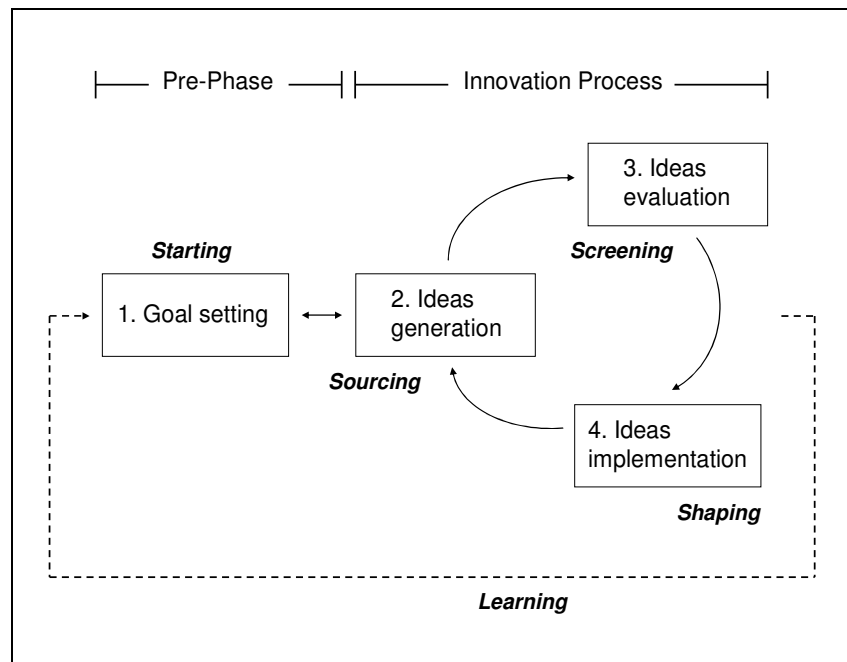 Pre-Phase
Innovation Process
3. Ideas
evaluation
Starting
Screening
1. Goal setting
2. Ideas
generation
Sourcing
4. Ideas
implementation
Shaping
Learning